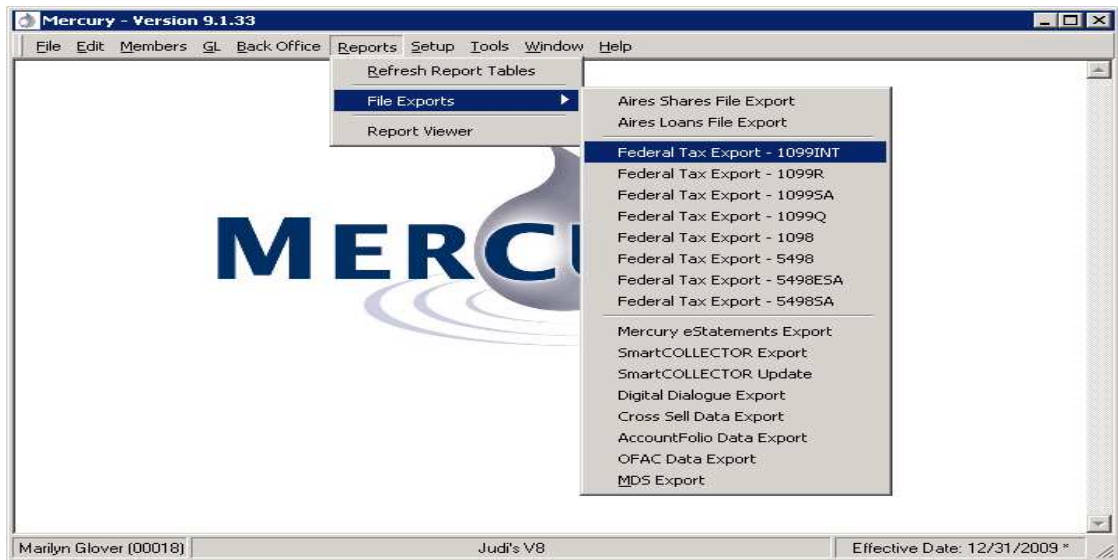 Mercury - Version 9.1.33
File Edit Members GL Back Office Reports Setup Tools Window Help
Refresh Report Tables
File Exports
Report Viewer
Aires Shares File Export
Aires Loans File Export
Federal Tax Export - 1099INT
Federal Tax Export - 1099R
Federal Tax Export - 1099SA
Federal Tax Export - 1099Q
Federal Tax Export - 1098
Federal Tax Export - 5498
Federal Tax Export - 5498ESA
Federal Tax Export - 5498SA
Mercury eStatements Export
SmartCOLLECTOR Export
SmartCOLLECTOR Update
Digital Dialogue Export
Cross Sell Data Export
AccountFolio Data Export
OFAC Data Export
MDS Export
MERCU
Marilyn Glover (00018) Judi's V8 Effective Date: 12/31/2009 *